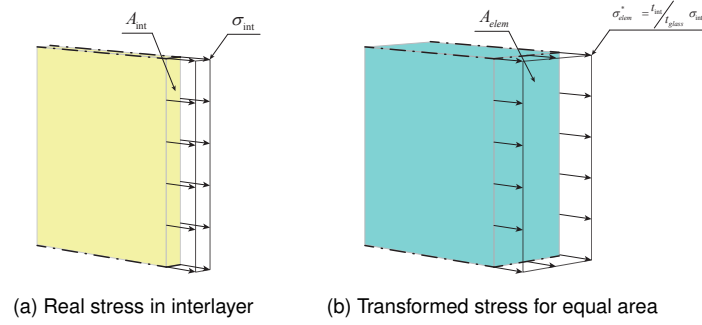 A_int
σ_int
A_elem
σ*_elem = t_int/t_glass σ_int
(a) Real stress in interlayer
(b) Transformed stress for equal area